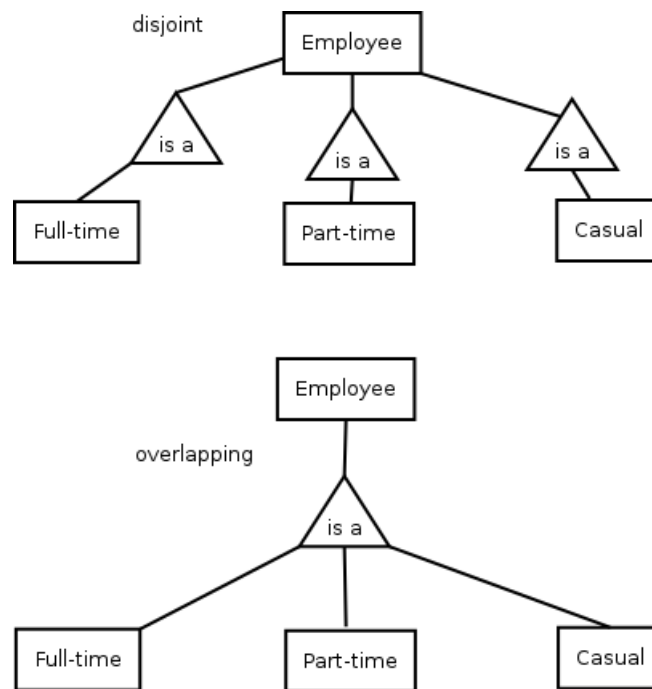 disjoint
Employee
is a
is a
is a
Full-time
Part-time
Casual
Employee
overlapping
is a
Full-time
Part-time
Casual